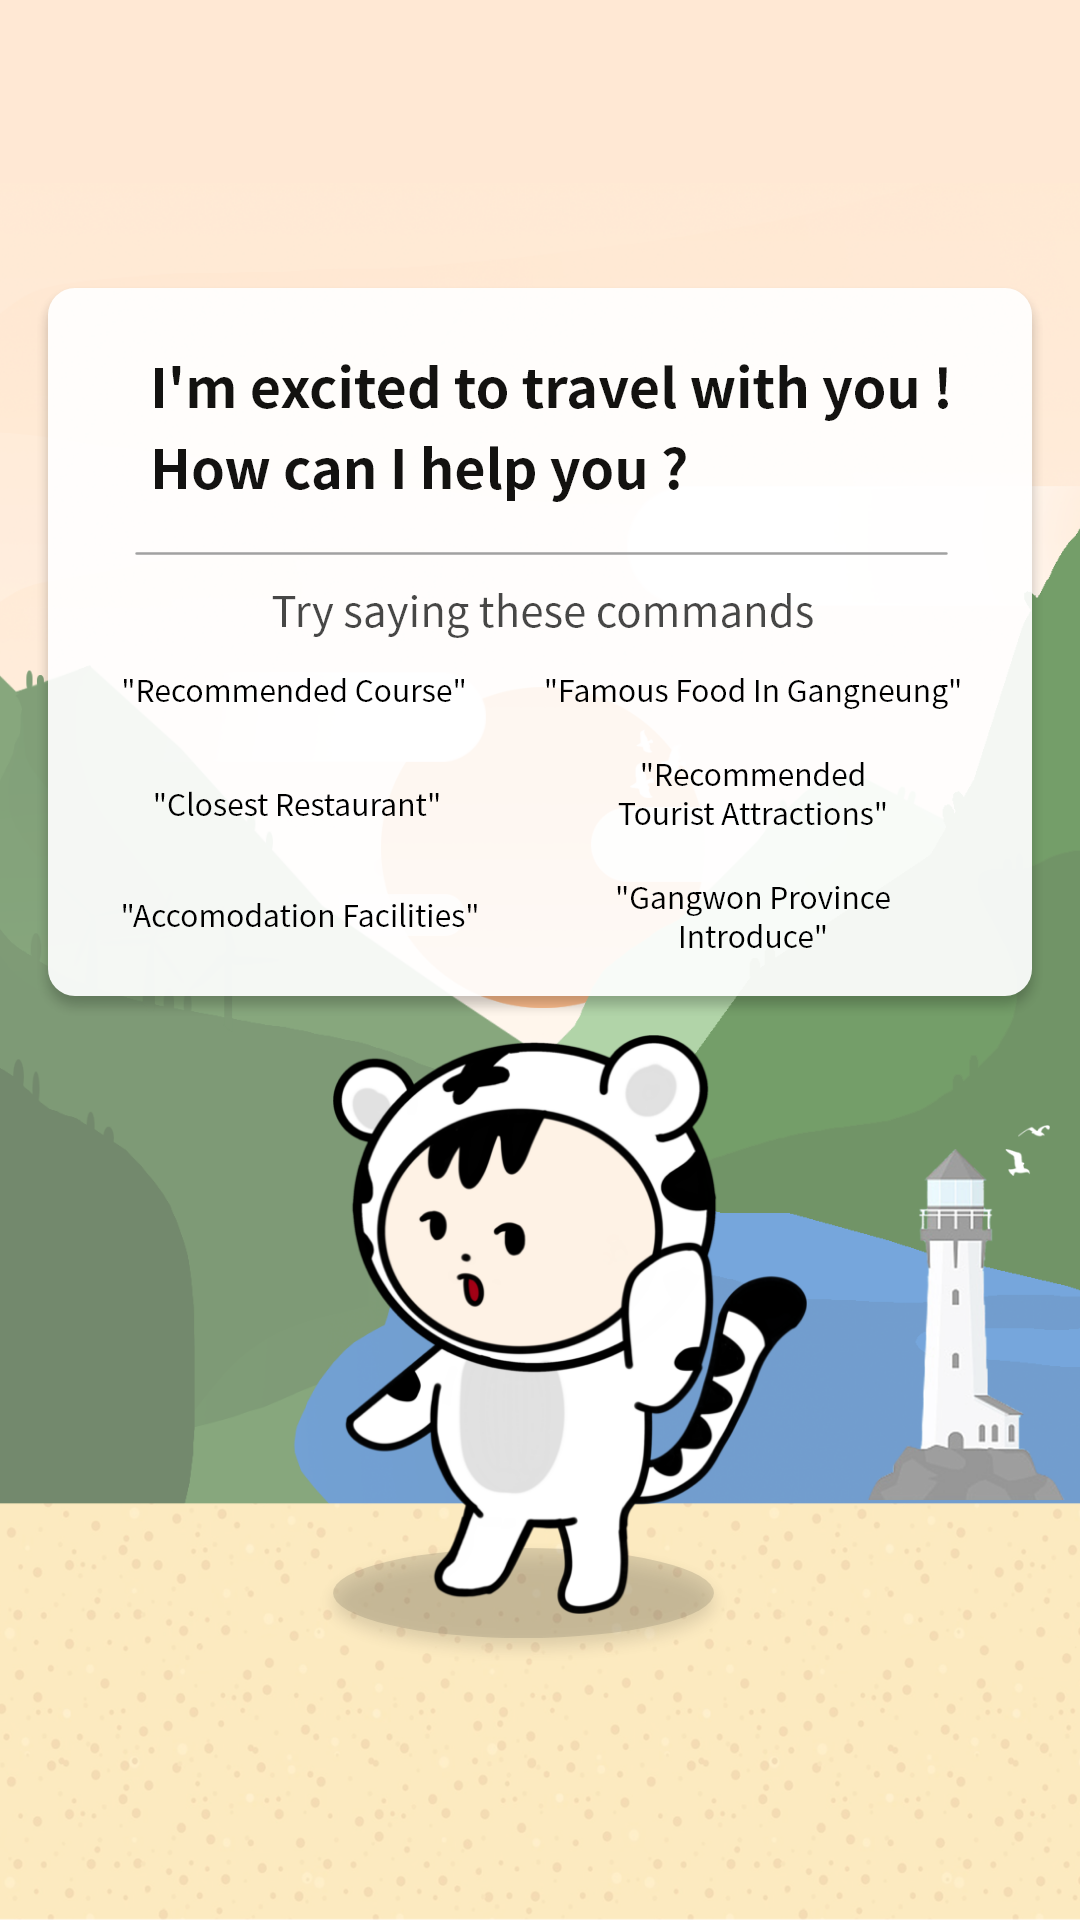 I'm excited to travel with you !
How can I help you ?
Try saying these commands
"Recommended Course"
"Famous Food In Gangneung"
"Closest Restaurant"
"Recommended
Tourist Attractions"
"Accomodation Facilities"
"Gangwon Province
Introduce"